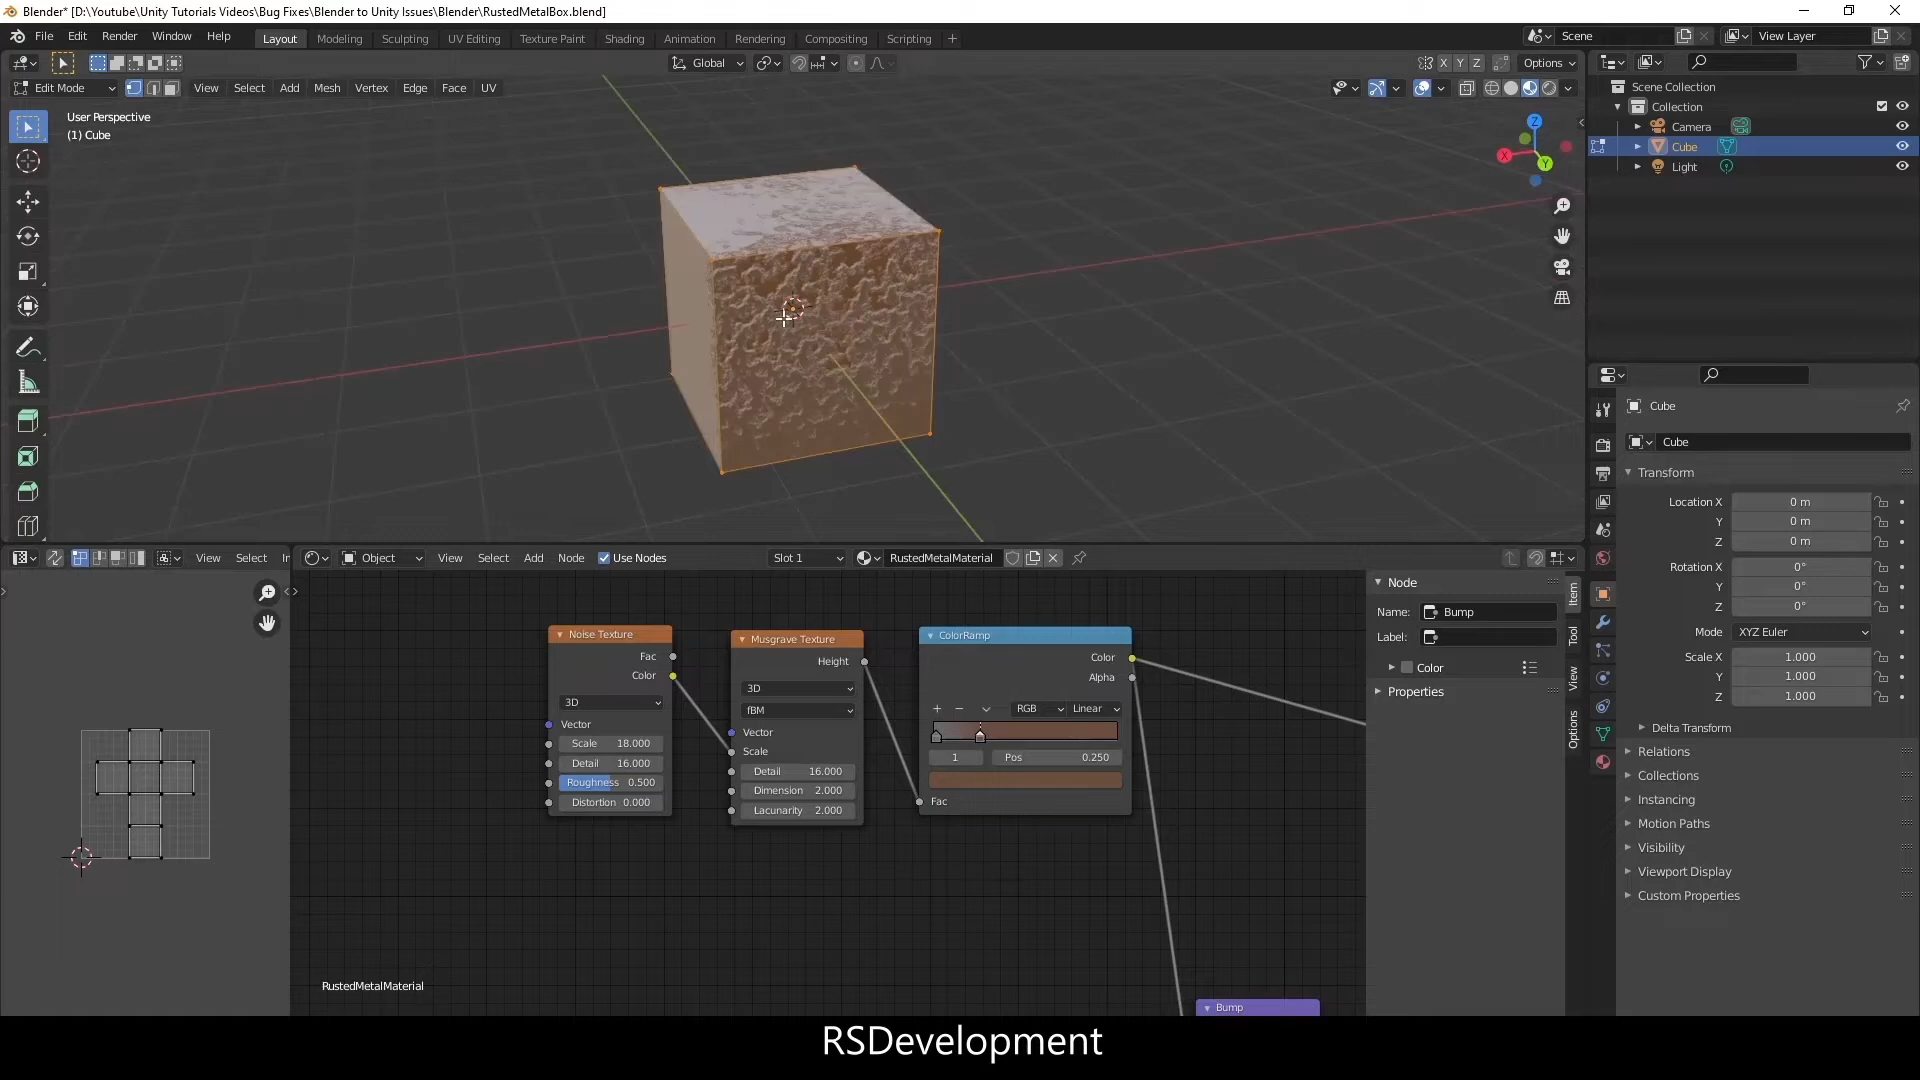 Blender* [D:\Youtube\Unity Tutorials Videos\Bug Fixes\Blender to Unity Issues\Blender\RustedMetalBox.blend]
File Edit Render Window Help Layout Modeling Sculpting UV Editing Texture Paint Shading Animation Rendering Compositing Scripting + Scene View Layer
Global X Y Z Options
Edit Mode View Select Add Mesh Vertex Edge Face UV
User Perspective
(1) Cube
Z
X
Y
Scene Collection
Collection
Camera
Cube
Light
Cube
Cube
Transform
Location X 0 m
Y 0 m
Z 0 m
Rotation X 0°
Y 0°
Z 0°
Mode XYZ Euler
Scale X 1.000
Y 1.000
Z 1.000
Delta Transform
Relations
Collections
Instancing
Motion Paths
Visibility
Viewport Display
Custom Properties
View Select
Object View Select Add Node Use Nodes Slot 1 RustedMetalMaterial
Noise Texture
Fac
Color
3D
Vector
Scale 18.000
Detail 16.000
Roughness 0.500
Distortion 0.000
Musgrave Texture
Height
3D
fBM
Vector
Scale
Detail 16.000
Dimension 2.000
Lacunarity 2.000
ColorRamp
Color
Alpha
+ − RGB Linear
1 Pos 0.250
Fac
Bump
Node
Name: Bump
Label:
Color
Properties
Item
Tool
View
Options
RustedMetalMaterial
RSDevelopment